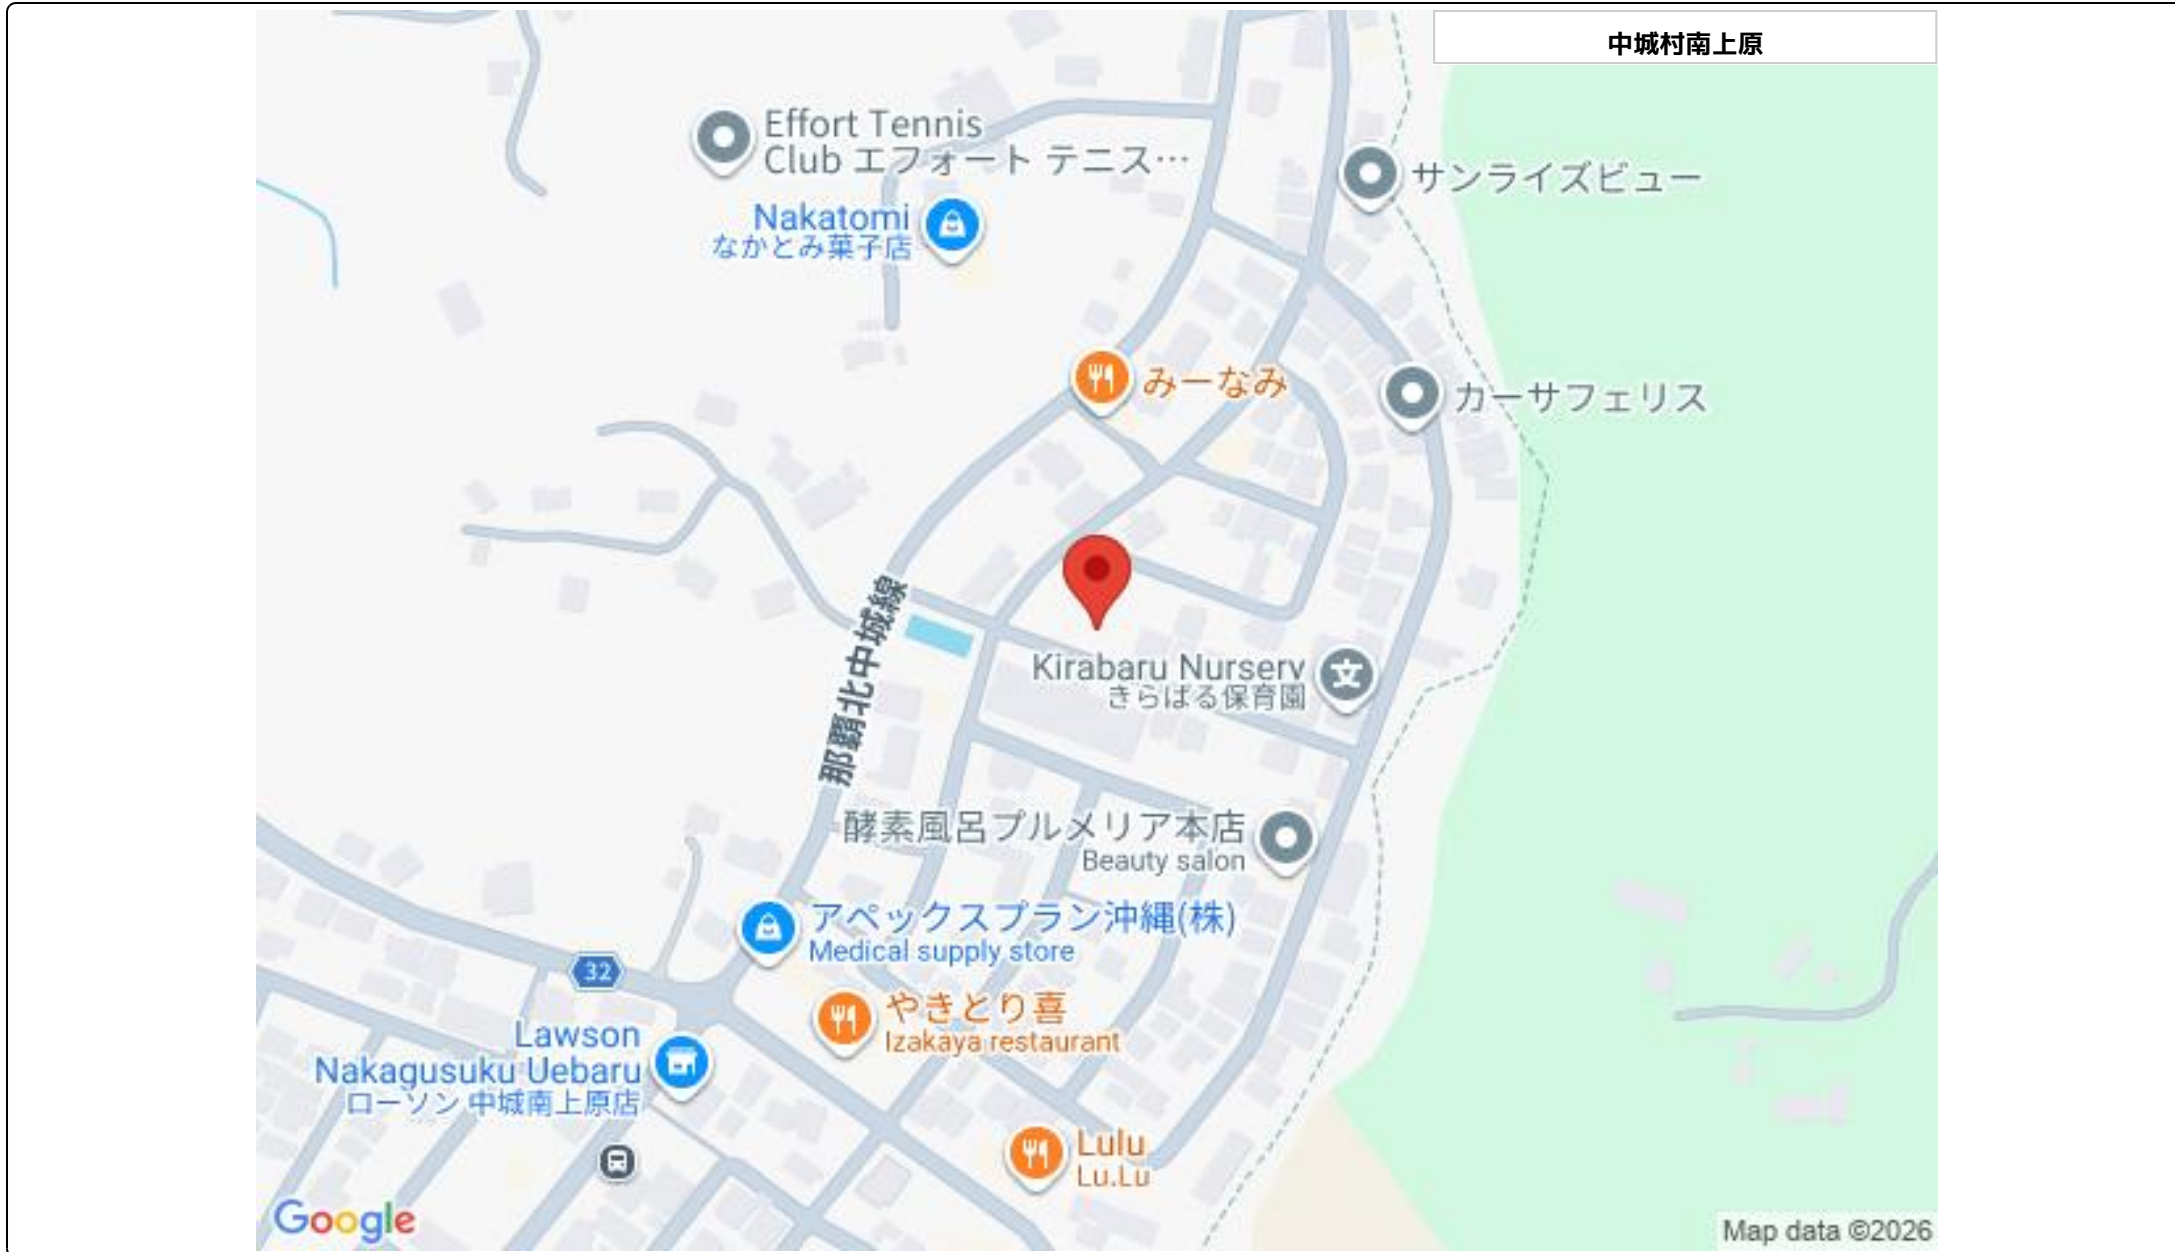 中城村南上原
Effort Tennis
Club エフォート テニス…
Nakatomi
なかとみ菓子店
サンライズビュー
みーなみ
カーサフェリス
那覇北中城線
Kirabaru Nurserv
きらばる保育園
酵素風呂プルメリア本店
Beauty salon
アペックスプラン沖縄(株)
Medical supply store
32
やきとり喜
Izakaya restaurant
Lawson
Nakagusuku Uebaru
ローソン 中城南上原店
Lulu
Lu.Lu
Google
Map data ©2026